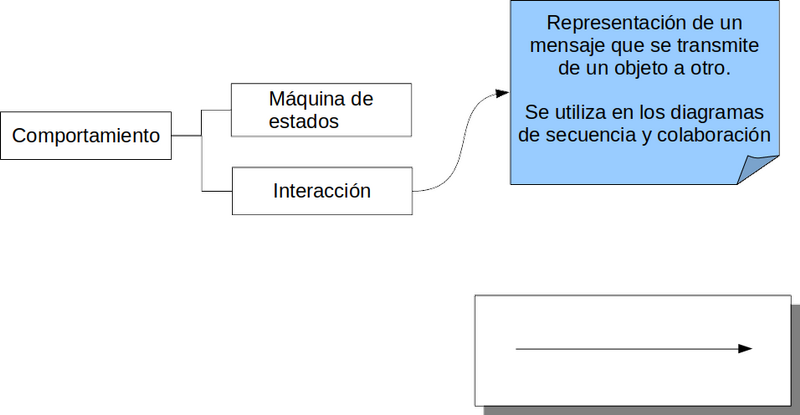 Comportamiento
Máquina de
estados
Interacción
Representación de un
mensaje que se transmite
de un objeto a otro.
Se utiliza en los diagramas
de secuencia y colaboración